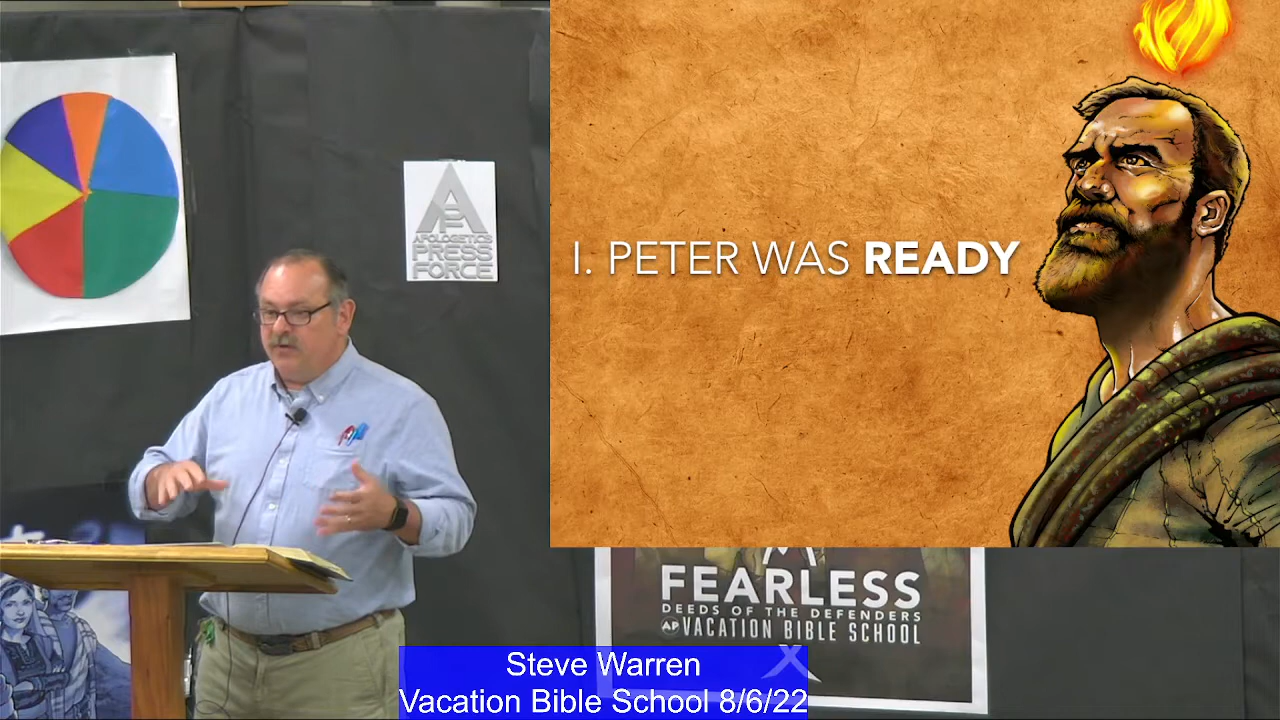 I. PETER WAS READY
AP
APOLOGETICS
PRESS
FORCE
FEARLESS
DEEDS OF THE DEFENDERS
AP VACATION BIBLE SCHOOL
Steve Warren
Vacation Bible School 8/6/22